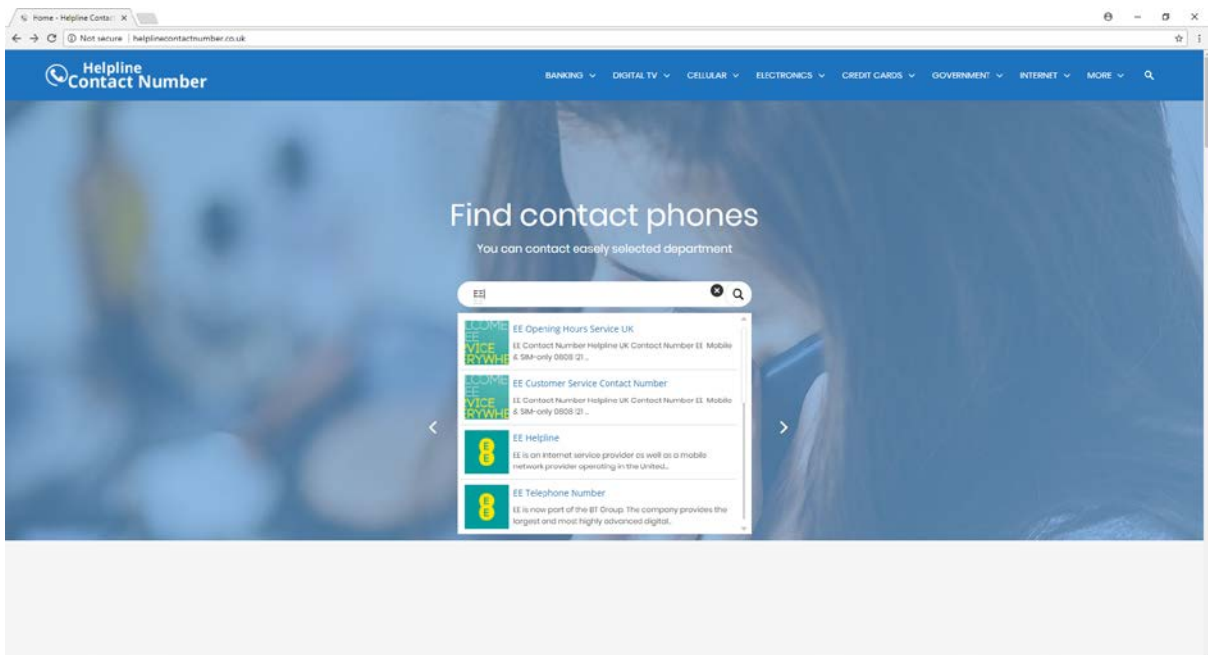 Home - Helpline Contac
Not secure | helplinecontactnumber.co.uk
Helpline
Contact Number
BANKING DIGITAL TV CELLULAR ELECTRONICS CREDIT CARDS GOVERNMENT INTERNET MORE
Find contact phones
You can contact easely selected department
EE
EE Opening Hours Service UK
EE Contact Number Helpline UK Contact Number EE Mobile
& SIM-only 0808 121 ...
EE Customer Service Contact Number
EE Contact Number Helpline UK Contact Number EE Mobile
& SIM-only 0808 121 ...
EE Helpline
EE is an Internet service provider as well as a mobile
network provider operating in the United...
EE Telephone Number
EE is now part of the BT Group. The company provides the
largest and most highly advanced digital...